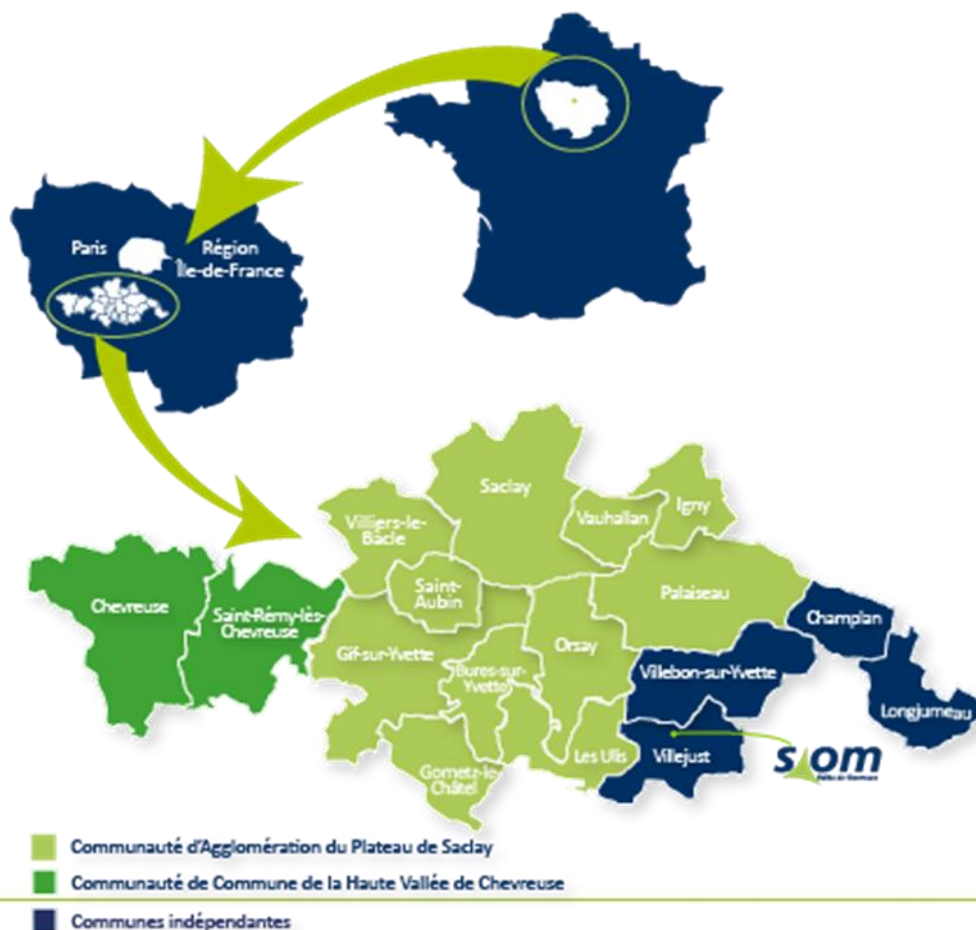 Paris
Région
Île-de-France
Saclay
Igny
Vauhallan
Villiers-le-
Bâcle
Saint-
Aubin
Palaiseau
Chevreuse
Saint-Rémy-lès-
Chevreuse
Champlan
Gif-sur-Yvette
Orsay
Bures-sur-
Yvette
Villebon-sur-Yvette
Longjumeau
Les Ulis
Villejust
siom
Gometz-le-
Châtel
Communauté d'Agglomération du Plateau de Saclay
Communauté de Commune de la Haute Vallée de Chevreuse
Communes indépendantes